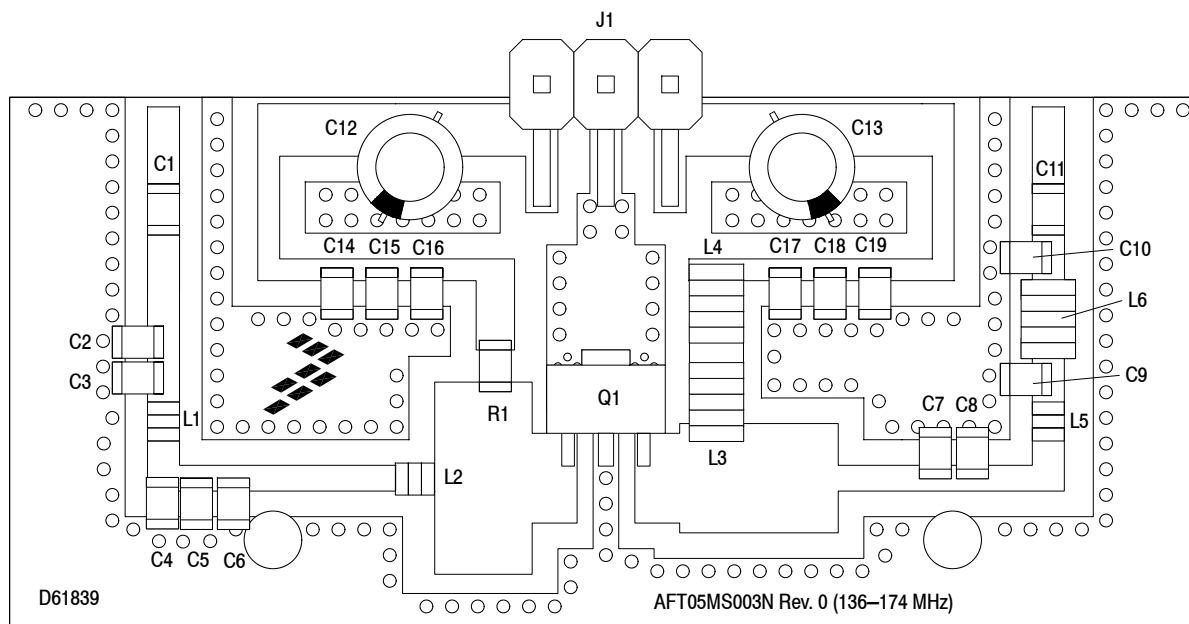 J1
C12
C13
C1
C11
C14
C15
C16
L4
C17
C18
C19
C10
L6
C2
C3
C9
R1
Q1
L1
C7
C8
L5
L2
L3
C4
C5
C6
D61839
AFT05MS003N Rev. 0 (136–174 MHz)